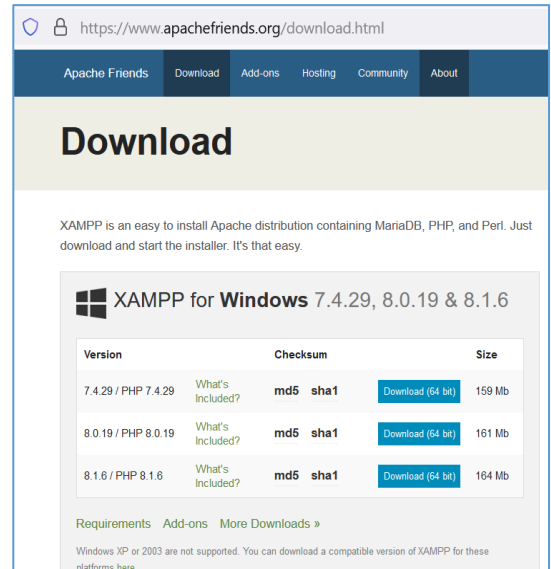 https://www.apachefriends.org/download.html
Apache Friends Download Add-ons Hosting Community About
Download
XAMPP is an easy to install Apache distribution containing MariaDB, PHP, and Perl. Just
download and start the installer. It's that easy.
XAMPP for Windows 7.4.29, 8.0.19 & 8.1.6
Version Checksum Size
7.4.29 / PHP 7.4.29 What's Included? md5 sha1 Download (64 bit) 159 Mb
8.0.19 / PHP 8.0.19 What's Included? md5 sha1 Download (64 bit) 161 Mb
8.1.6 / PHP 8.1.6 What's Included? md5 sha1 Download (64 bit) 164 Mb
Requirements Add-ons More Downloads »
Windows XP or 2003 are not supported. You can download a compatible version of XAMPP for these
platforms here.